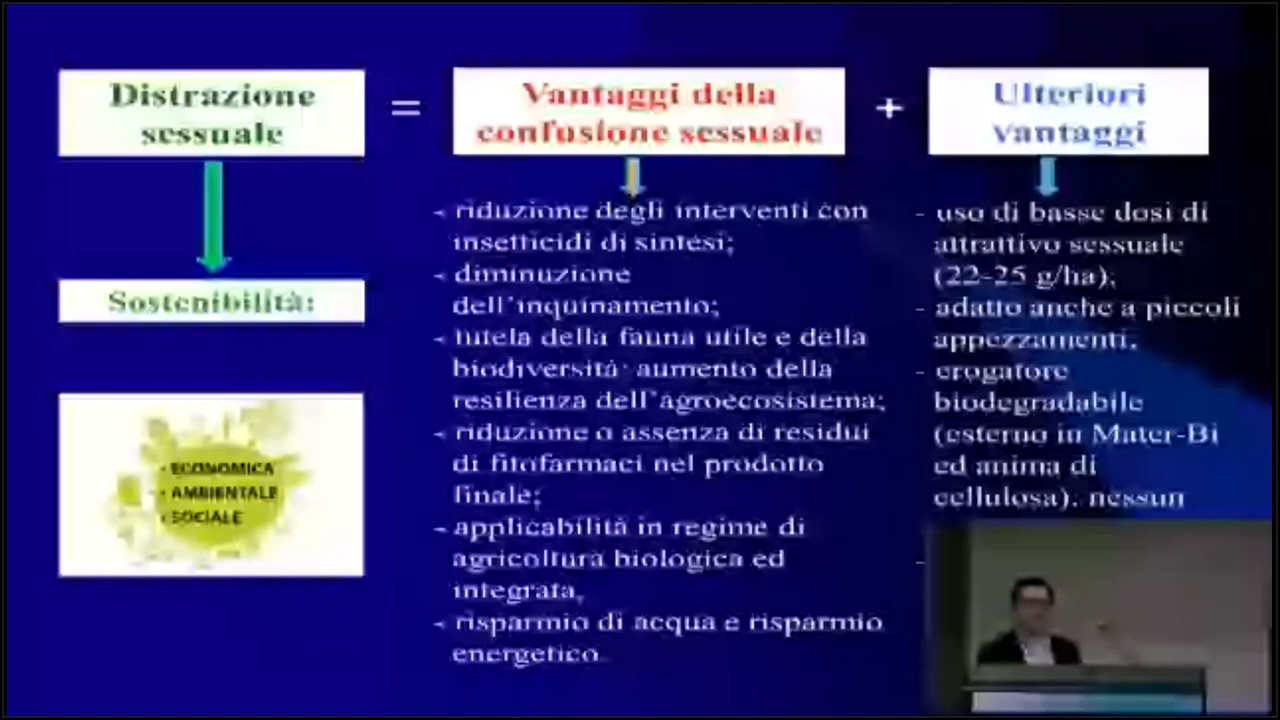 Distrazione
sessuale
=
Vantaggi della
confusione sessuale
+
Ulteriori
vantaggi
Sostenibilità:
- ECONOMICA
- AMBIENTALE
- SOCIALE
- riduzione degli interventi con
insetticidi di sintesi;
- diminuzione
dell'inquinamento;
- tutela della fauna utile e della
biodiversità: aumento della
resilienza dell'agroecosistema;
- riduzione o assenza di residui
di fitofarmaci nel prodotto
finale;
- applicabilità in regime di
agricoltura biologica ed
integrata,
- risparmio di acqua e risparmio
energetico.
- uso di basse dosi di
attrattivo sessuale
(22-25 g/ha),
- adatto anche a piccoli
appezzamenti,
- erogatore
biodegradabile
(esterno in Mater-Bi
ed anima di
cellulosa), nessun
-